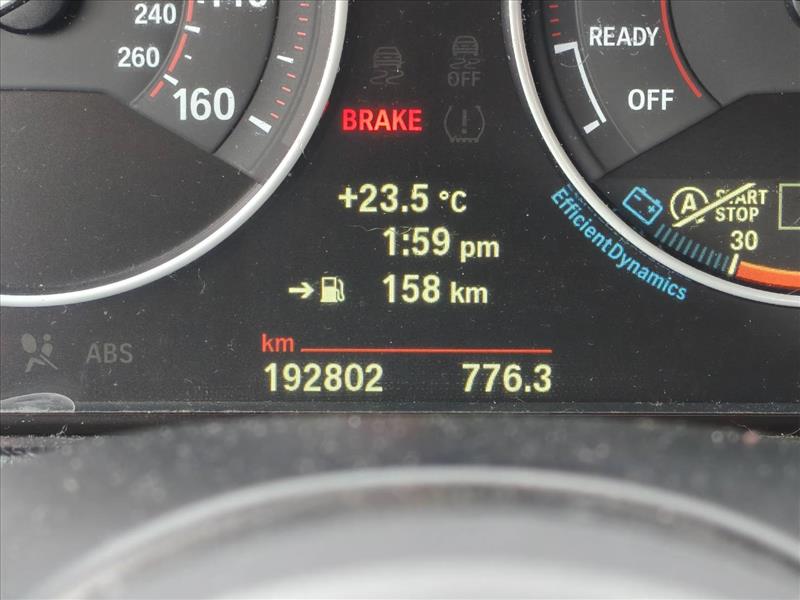 240
260
160
READY
OFF
OFF
BRAKE
+23.5 °C
1:59 pm
→ 158 km
EfficientDynamics
A START
STOP
30
ABS
km
192802 776.3